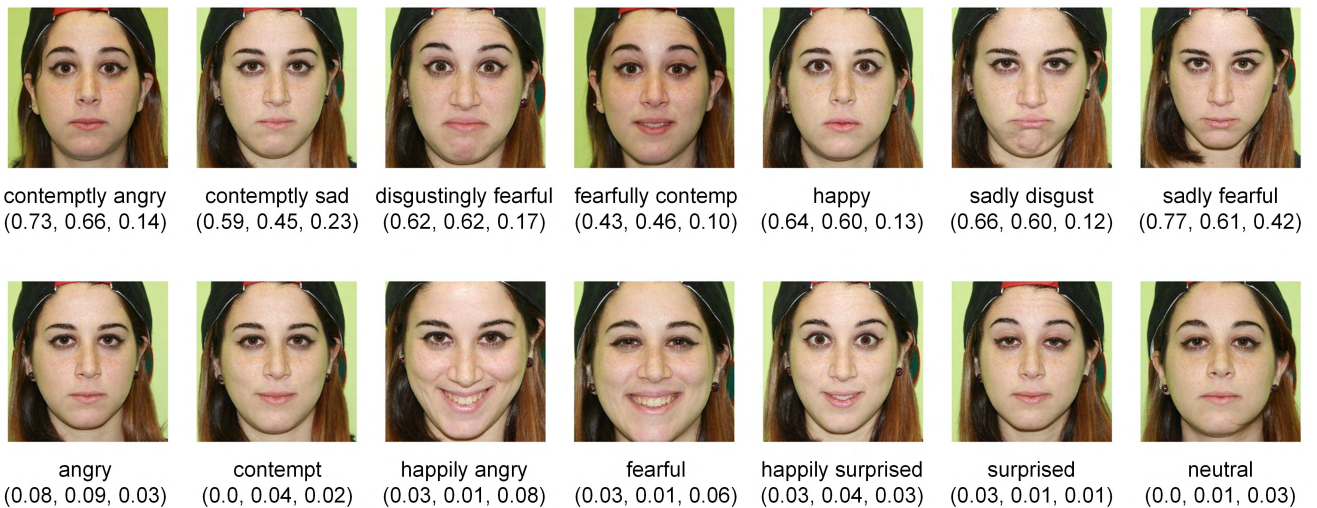 contemptly angry contemptly sad disgustingly fearful fearfully contemp happy sadly disgust sadly fearful
(0.73, 0.66, 0.14) (0.59, 0.45, 0.23) (0.62, 0.62, 0.17) (0.43, 0.46, 0.10) (0.64, 0.60, 0.13) (0.66, 0.60, 0.12) (0.77, 0.61, 0.42)
angry contempt happily angry fearful happily surprised surprised neutral
(0.08, 0.09, 0.03) (0.0, 0.04, 0.02) (0.03, 0.01, 0.08) (0.03, 0.01, 0.06) (0.03, 0.04, 0.03) (0.03, 0.01, 0.01) (0.0, 0.01, 0.03)